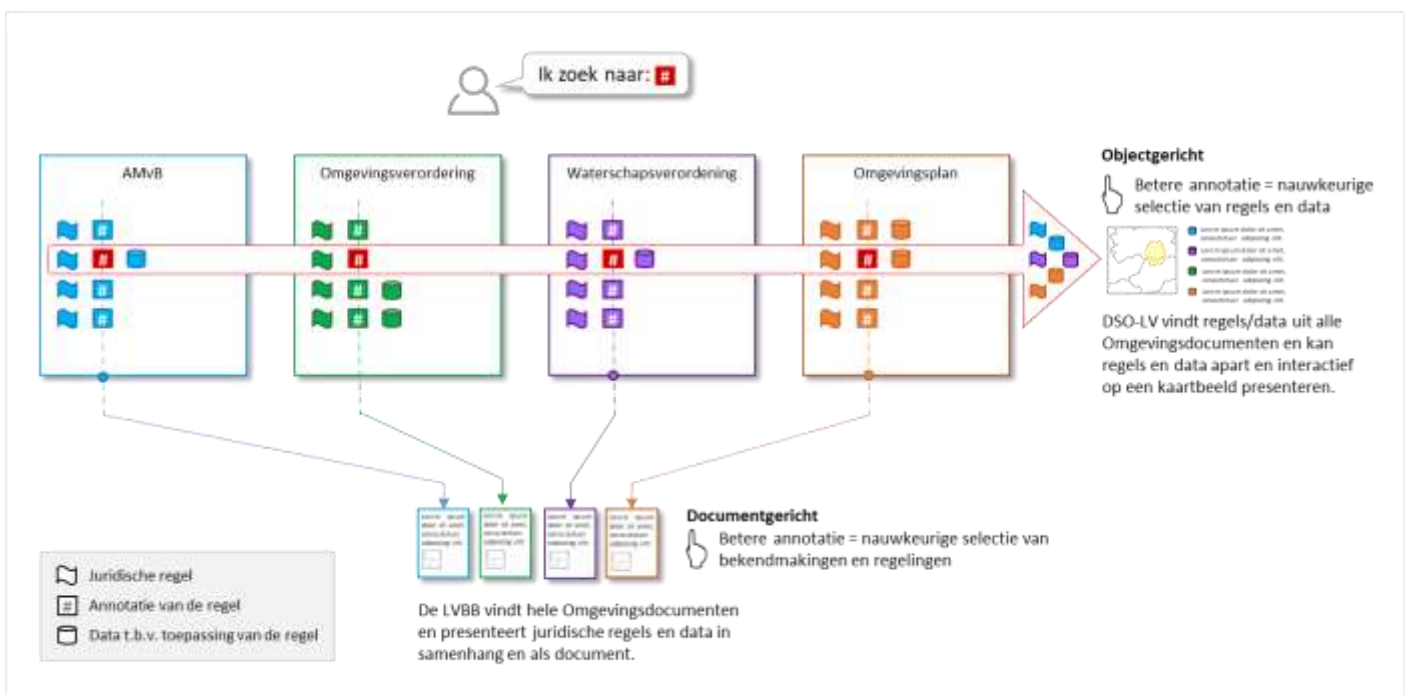 Ik zoek naar: #
AMvB
Omgevingsverordering
Waterschapsverordening
Omgevingsplan
Objectgericht
Betere annotatie = nauwkeurige
selectie van regels en data
DSO-LV vindt regels/data uit alle
Omgevingsdocumenten en kan
regels en data apart en interactief
op een kaartbeeld presenteren.
Documentgericht
Betere annotatie = nauwkeurige selectie van
bekendmakingen en regelingen
De LVBB vindt hele Omgevingsdocumenten
en presenteert juridische regels en data in
samenhang en als document.
Juridische regel
# Annotatie van de regel
Data t.b.v. toepassing van de regel